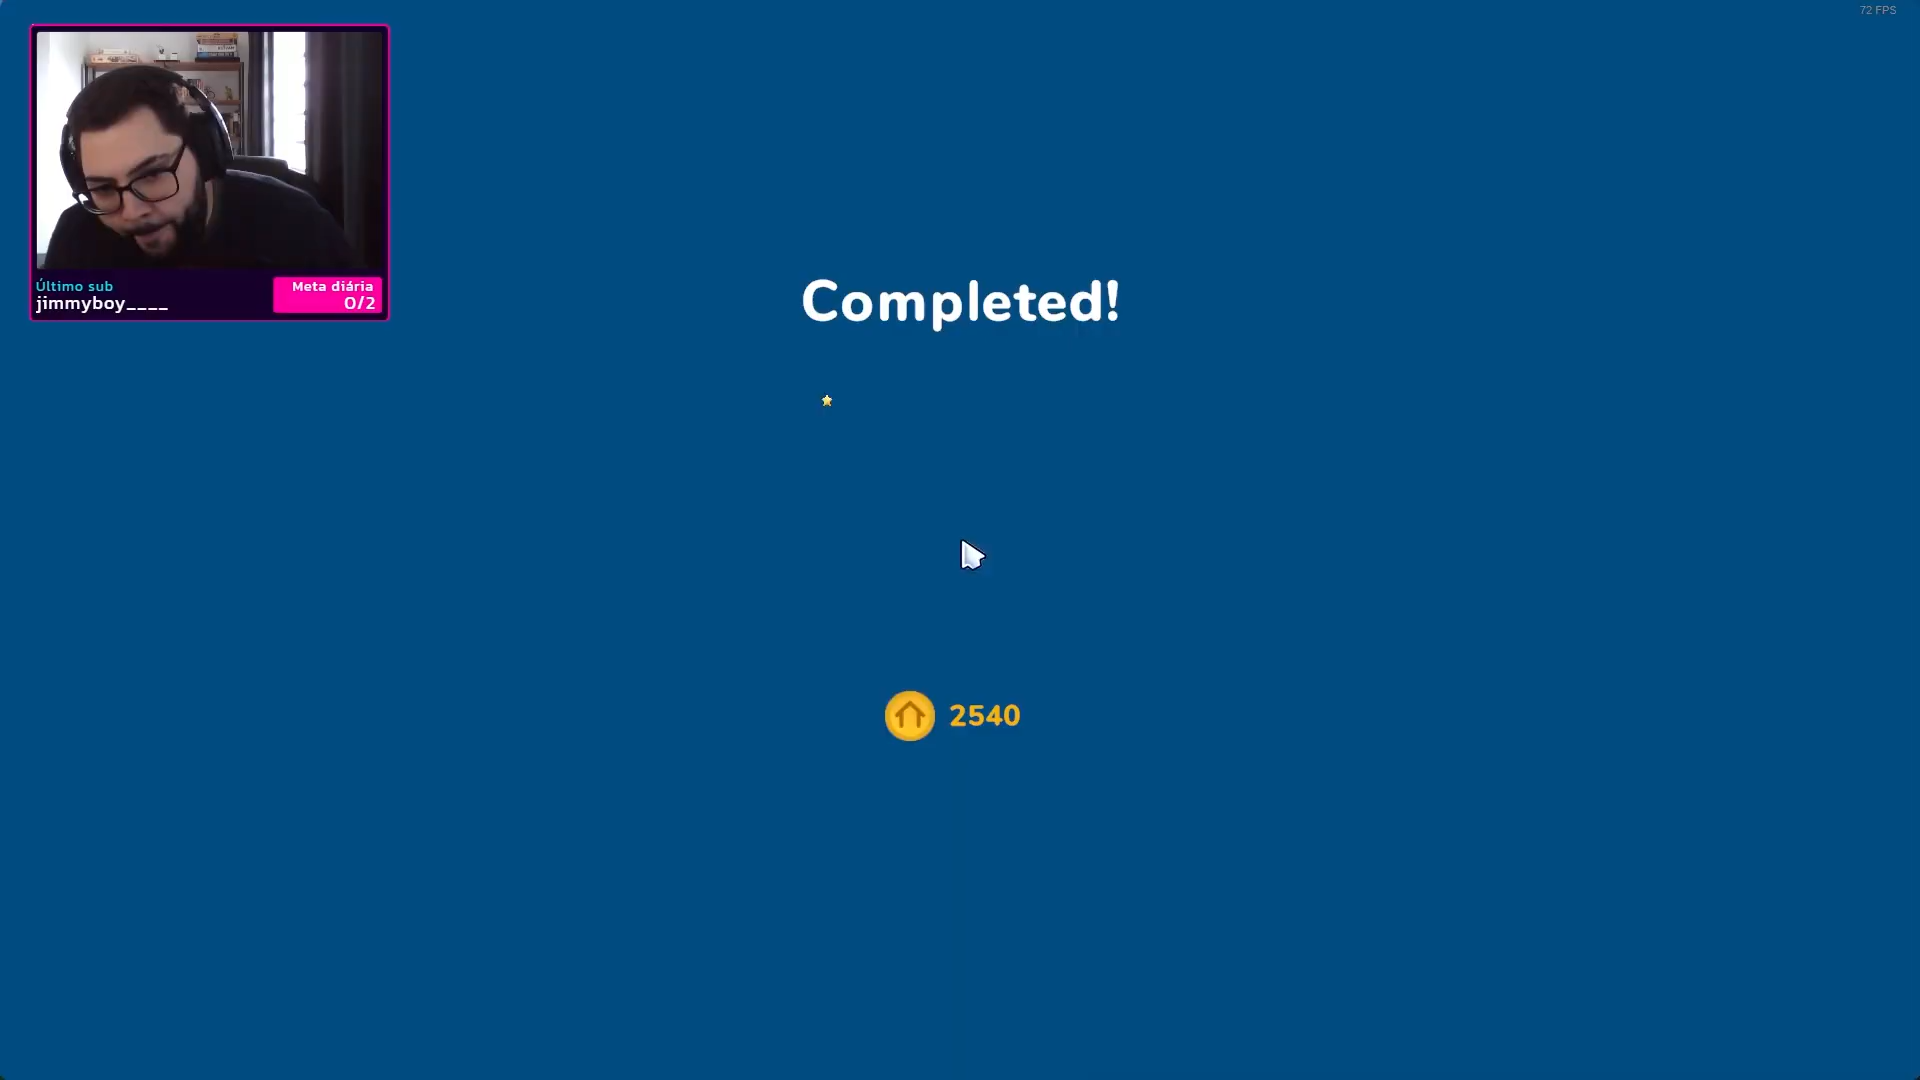 72 FPS
Último sub
jimmyboy____
Meta diária
0/2
Completed!
2540